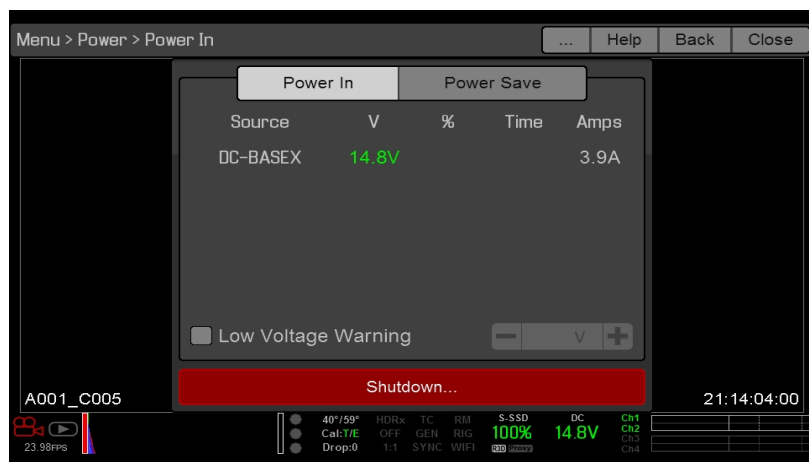 Menu > Power > Power In ... Help Back Close
Power In Power Save
Source V % Time Amps
DC-BASEX 14.8V 3.9A
Low Voltage Warning V
Shutdown...
A001_C005 21:14:04:00
40°/59° HDRx TC RM S-SSD DC Ch1
Cal:T/E OFF GEN RIG 100% 14.8V Ch2
23.98FPS Drop:0 1:1 SYNC WIFI R3D Proxy Ch3
Ch4